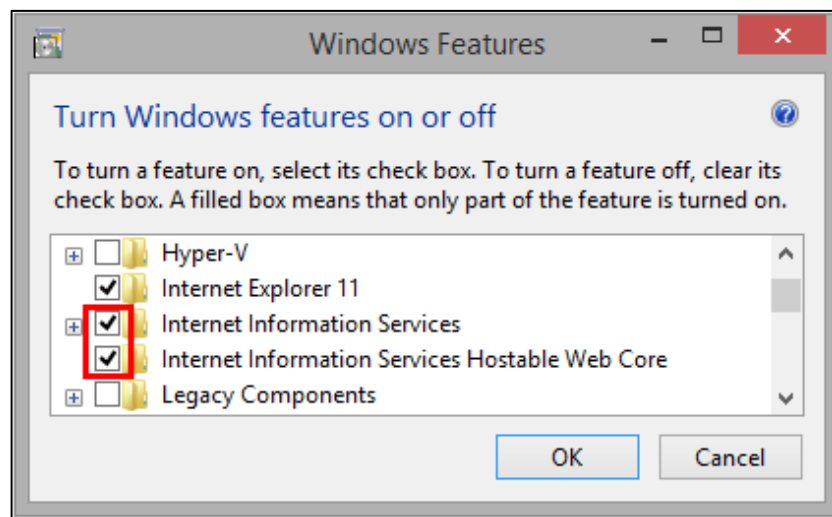 Windows Features
Turn Windows features on or off
To turn a feature on, select its check box. To turn a feature off, clear its
check box. A filled box means that only part of the feature is turned on.
Hyper-V
Internet Explorer 11
Internet Information Services
Internet Information Services Hostable Web Core
Legacy Components
OK Cancel